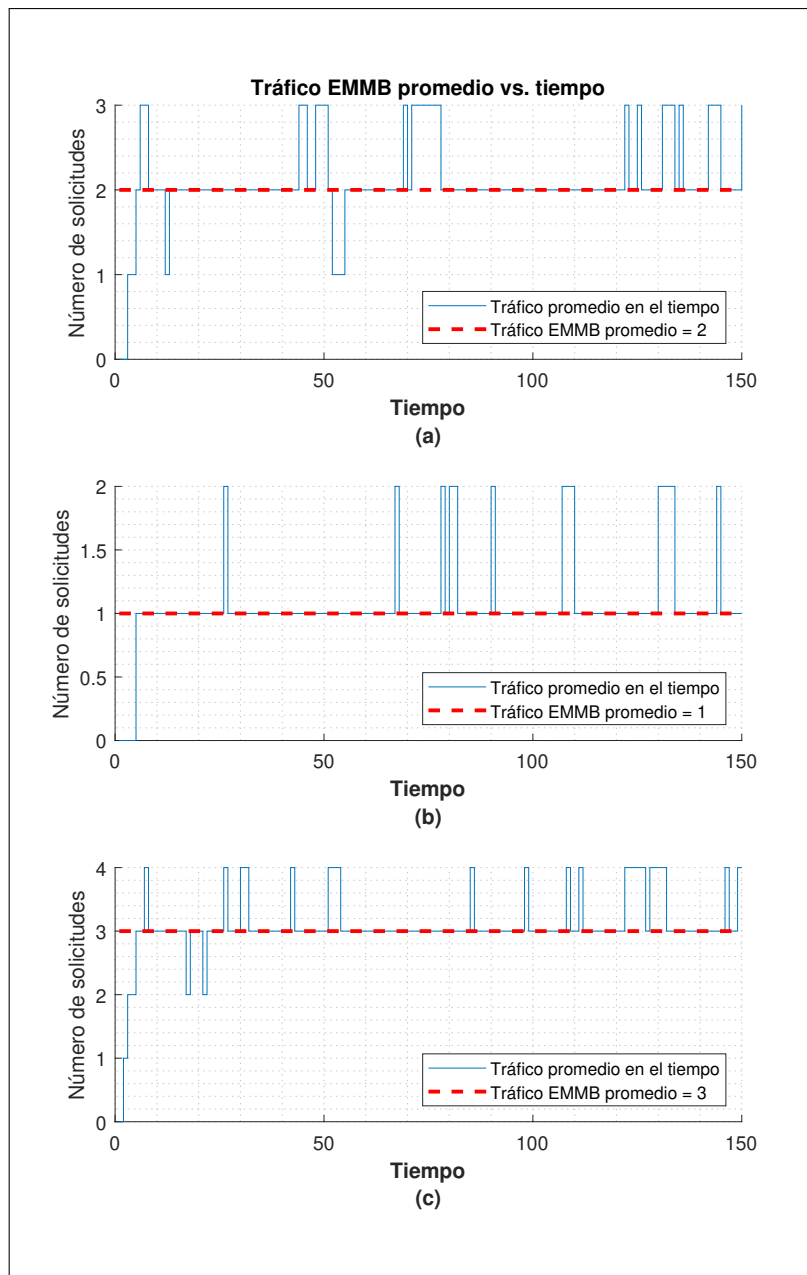 Tráfico EMMB promedio vs. tiempo
Número de solicitudes
3
2
1
0
Tráfico promedio en el tiempo
Tráfico EMMB promedio = 2
0 50 100 150
Tiempo
(a)
Número de solicitudes
2
1.5
1
0.5
0
Tráfico promedio en el tiempo
Tráfico EMMB promedio = 1
0 50 100 150
Tiempo
(b)
Número de solicitudes
4
3
2
1
0
Tráfico promedio en el tiempo
Tráfico EMMB promedio = 3
0 50 100 150
Tiempo
(c)